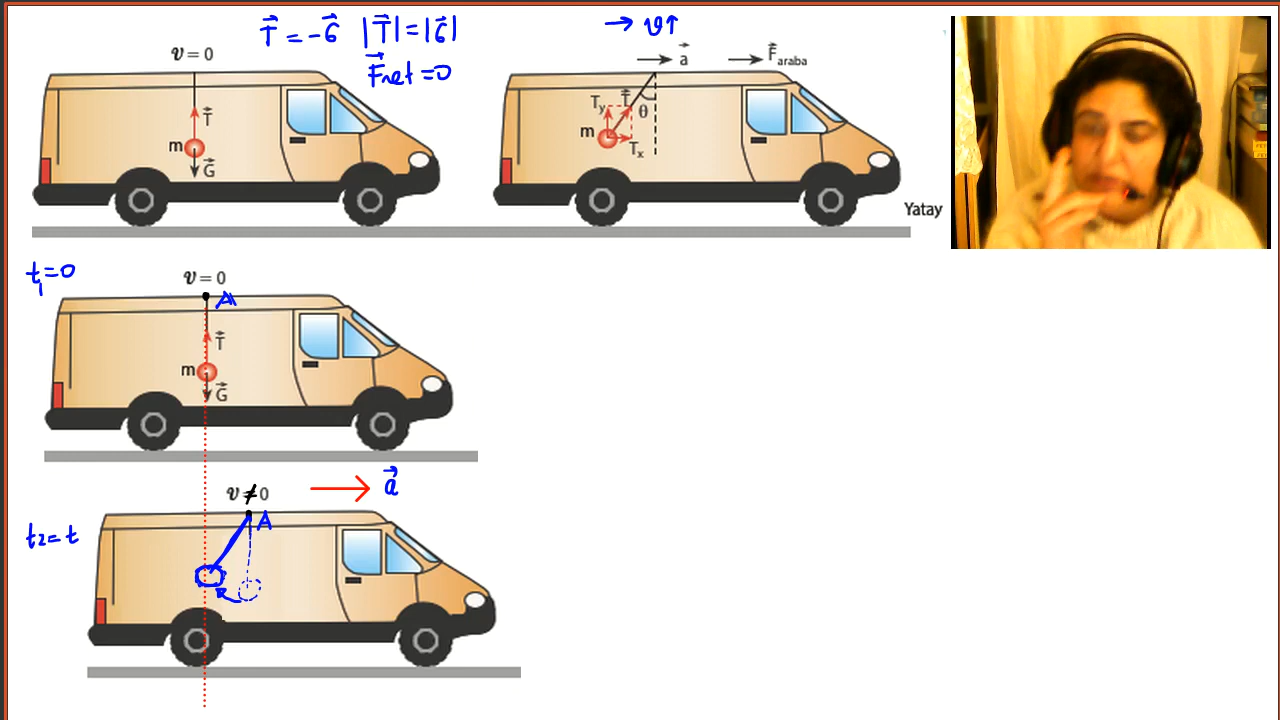 T⃗ = -G⃗ |T⃗| = |G⃗|
F⃗net = 0
v = 0
T⃗
m
G⃗
→ v↑
a⃗
F⃗araba
Ty
T⃗
θ
m
Tx
Yatay
t₁=0
v = 0
A
T⃗
m
G⃗
v ≠ 0
a⃗
A
t₂= t